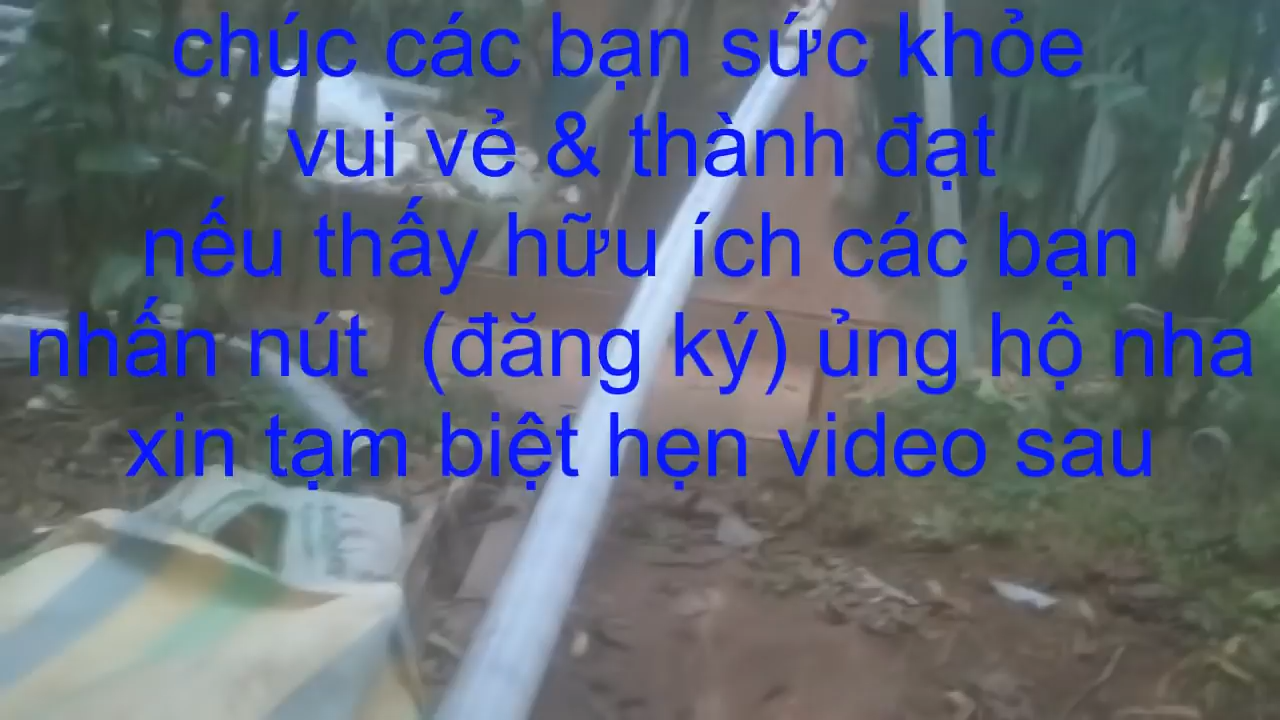 chúc các bạn sức khỏe
vui vẻ & thành đạt
nếu thấy hữu ích các bạn
nhấn nút (đăng ký) ủng hộ nha
xin tạm biệt hẹn video sau